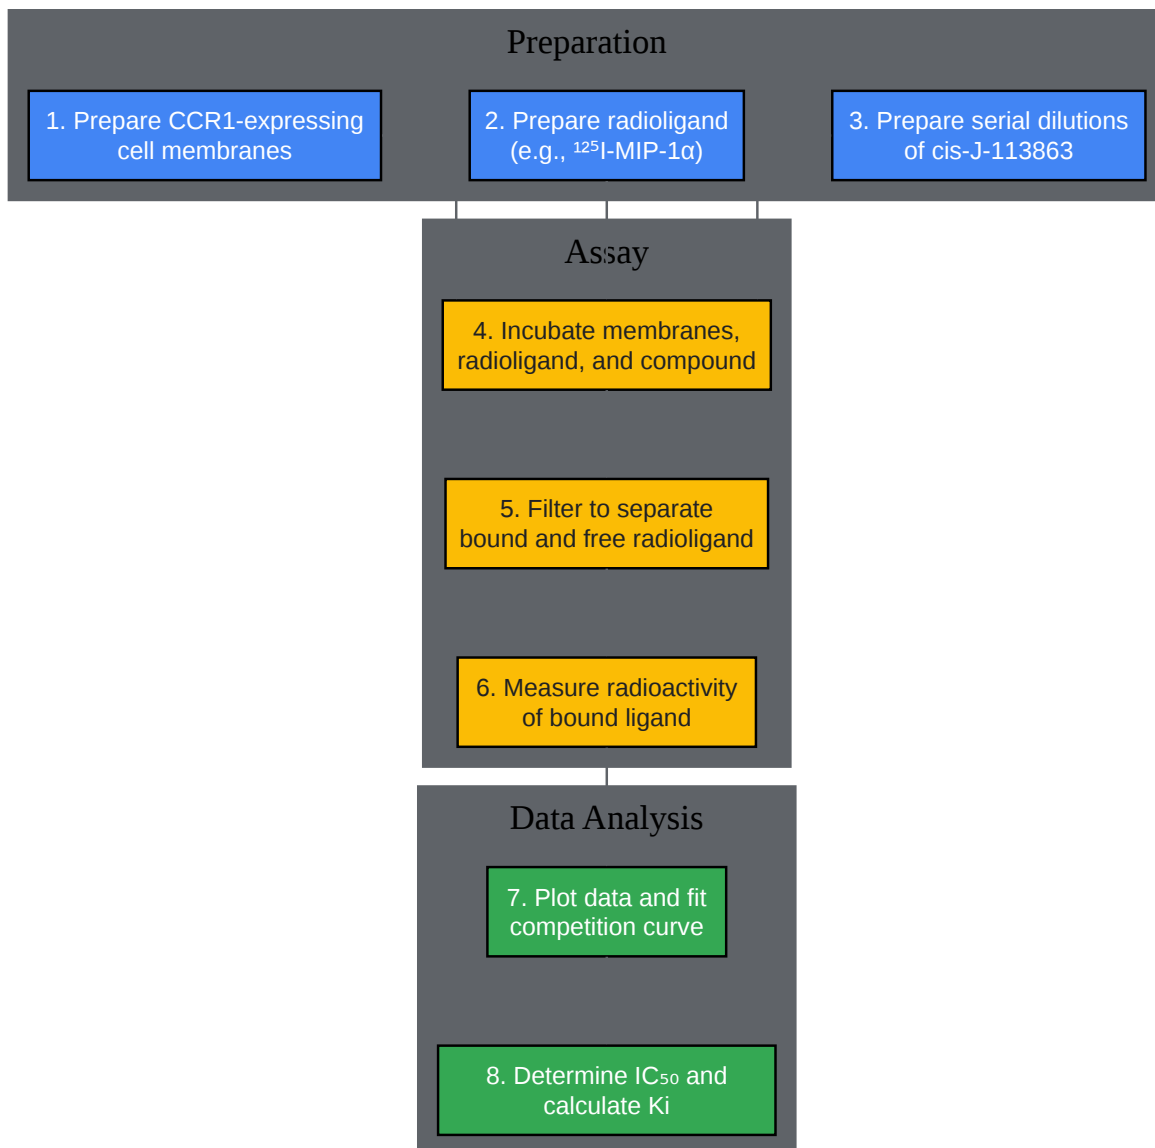 Preparation
1. Prepare CCR1-expressing
cell membranes
2. Prepare radioligand
(e.g., ¹²⁵I-MIP-1α)
3. Prepare serial dilutions
of cis-J-113863
Assay
4. Incubate membranes,
radioligand, and compound
5. Filter to separate
bound and free radioligand
6. Measure radioactivity
of bound ligand
Data Analysis
7. Plot data and fit
competition curve
8. Determine IC₅₀ and
calculate Ki